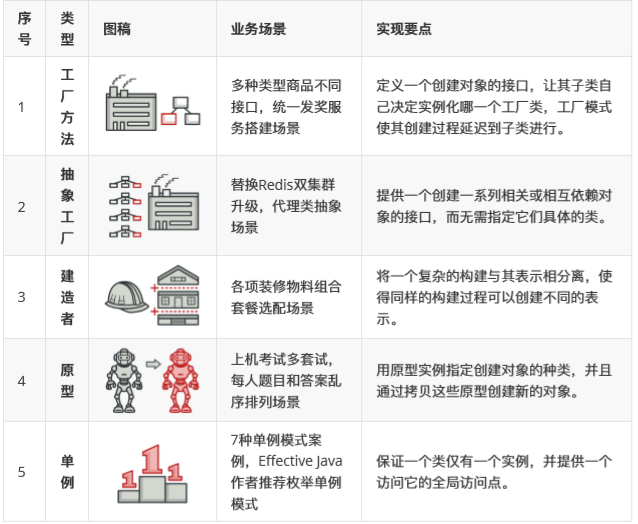 序号 类型 图稿 业务场景 实现要点
1 工厂方法
多种类型商品不同
接口，统一发奖服
务搭建场景
定义一个创建对象的接口，让其子类自
己决定实例化哪一个工厂类，工厂模式
使其创建过程延迟到子类进行。
2 抽象工厂
替换Redis双集群
升级，代理类抽象
场景
提供一个创建一系列相关或相互依赖对
象的接口，而无需指定它们具体的类。
3 建造者
各项装修物料组合
套餐选配场景
将一个复杂的构建与其表示相分离，使
得同样的构建过程可以创建不同的表
示。
4 原型
上机考试多套试，
每人题目和答案乱
序排列场景
用原型实例指定创建对象的种类，并且
通过拷贝这些原型创建新的对象。
5 单例
1 1 1
7种单例模式案
例，Effective Java
作者推荐枚举单例
模式
保证一个类仅有一个实例，并提供一个
访问它的全局访问点。